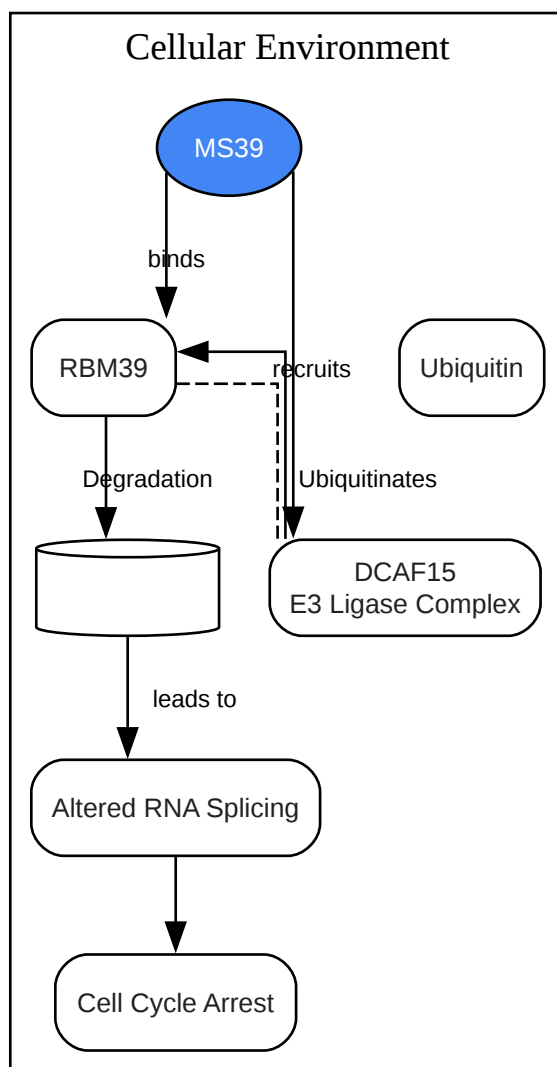 Cellular Environment
MS39
binds
RBM39
recruits
Ubiquitin
Degradation
Ubiquitinates
DCAF15
E3 Ligase Complex
leads to
Altered RNA Splicing
Cell Cycle Arrest